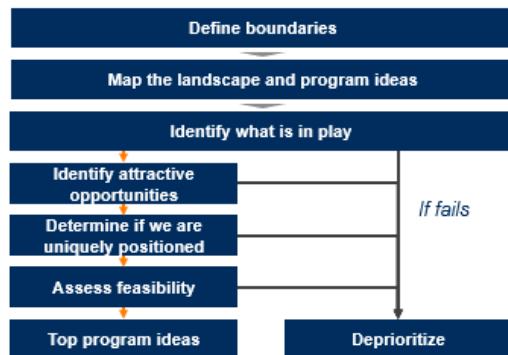 Define boundaries
Map the landscape and program ideas
Identify what is in play
Identify attractive
opportunities
If fails
Determine if we are
uniquely positioned
Assess feasibility
Top program ideas
Deprioritize